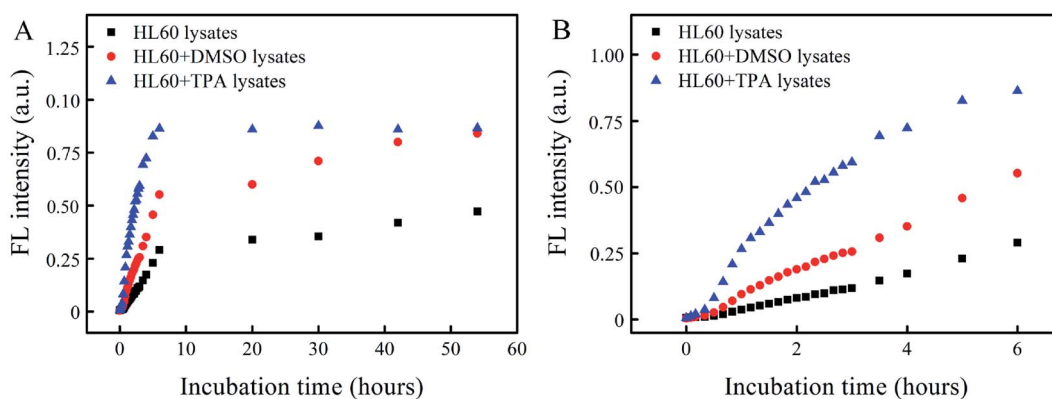 A
HL60 lysates
HL60+DMSO lysates
HL60+TPA lysates
1.25
0.10
0.75
0.50
0.25
0
FL intensity (a.u.)
0 10 20 30 40 50 60
Incubation time (hours)
B
HL60 lysates
HL60+DMSO lysates
HL60+TPA lysates
1.00
0.75
0.50
0.25
0
FL intensity (a.u.)
0 2 4 6
Incubation time (hours)